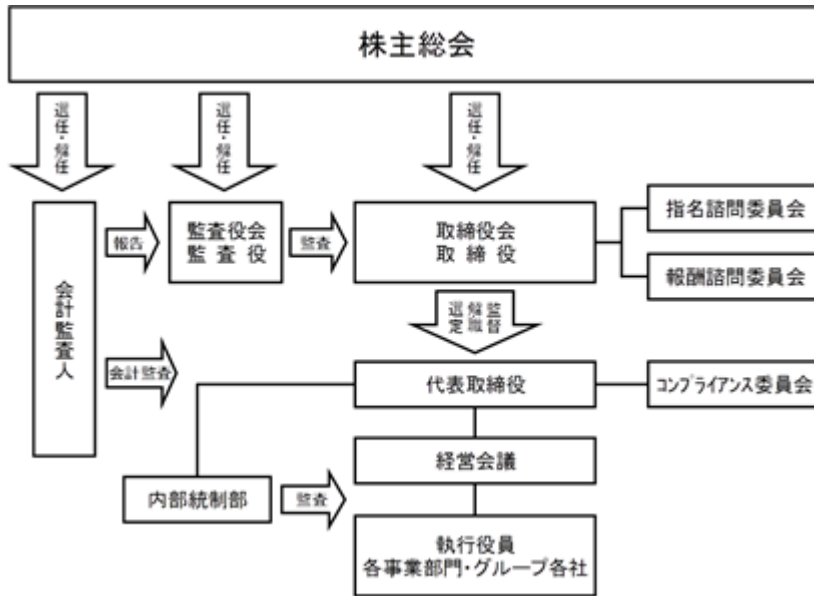 株主総会
選任・解任
選任・解任
選任・解任
会計監査人
報告
監査役会
監査役
監査
取締役会
取締役
指名諮問委員会
報酬諮問委員会
選定
解職
監督
会計監査
代表取締役
コンプライアンス委員会
経営会議
内部統制部
監査
執行役員
各事業部門・グループ各社